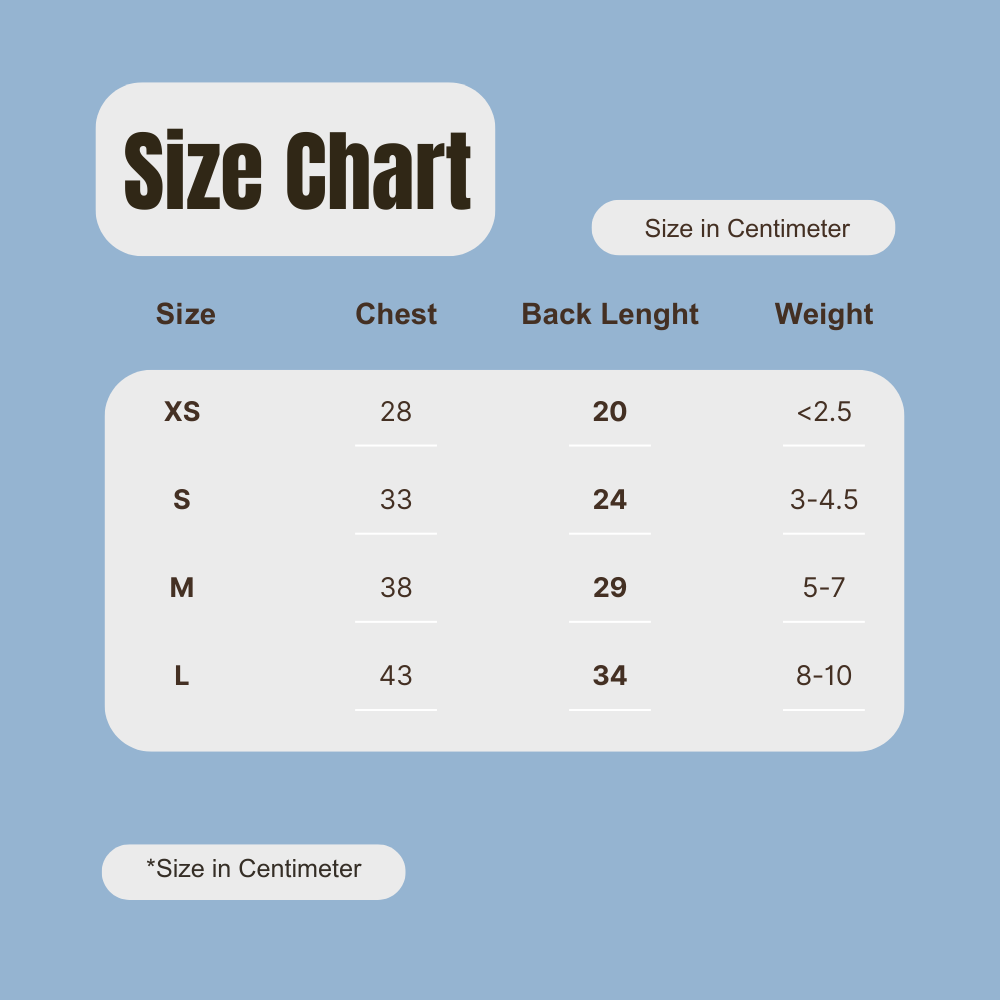 Size Chart
Size in Centimeter
Size Chest Back Lenght Weight
XS 28 20 <2.5
S 33 24 3-4.5
M 38 29 5-7
L 43 34 8-10
*Size in Centimeter